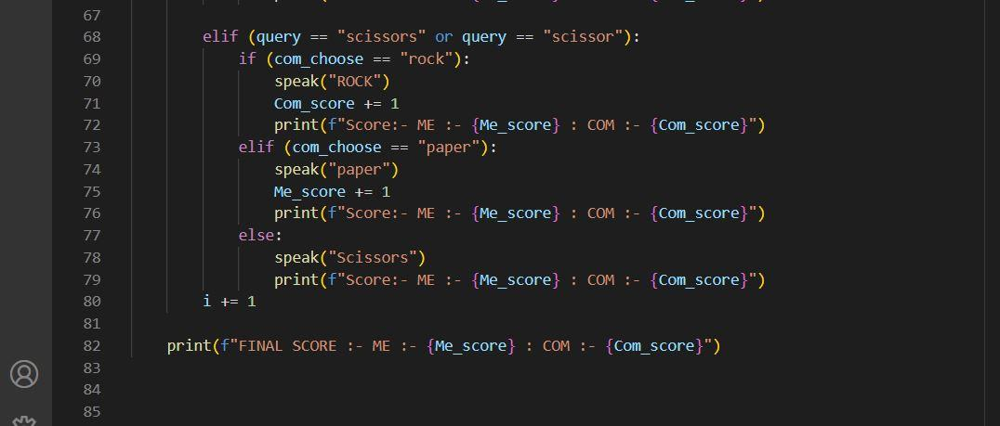 67
68 elif (query == "scissors" or query == "scissor"):
69 if (com_choose == "rock"):
70 speak("ROCK")
71 Com_score += 1
72 print(f"Score:- ME :- {Me_score} : COM :- {Com_score}")
73 elif (com_choose == "paper"):
74 speak("paper")
75 Me_score += 1
76 print(f"Score:- ME :- {Me_score} : COM :- {Com_score}")
77 else:
78 speak("Scissors")
79 print(f"Score:- ME :- {Me_score} : COM :- {Com_score}")
80 i += 1
81
82 print(f"FINAL SCORE :- ME :- {Me_score} : COM :- {Com_score}")
83
84
85